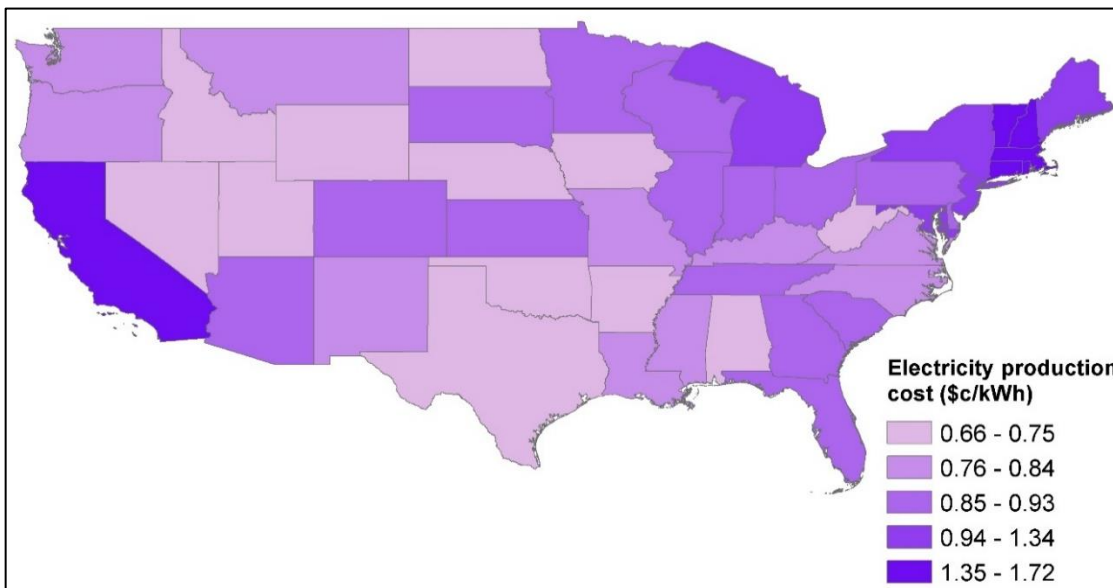 Electricity production
cost ($c/kWh)
0.66 - 0.75
0.76 - 0.84
0.85 - 0.93
0.94 - 1.34
1.35 - 1.72